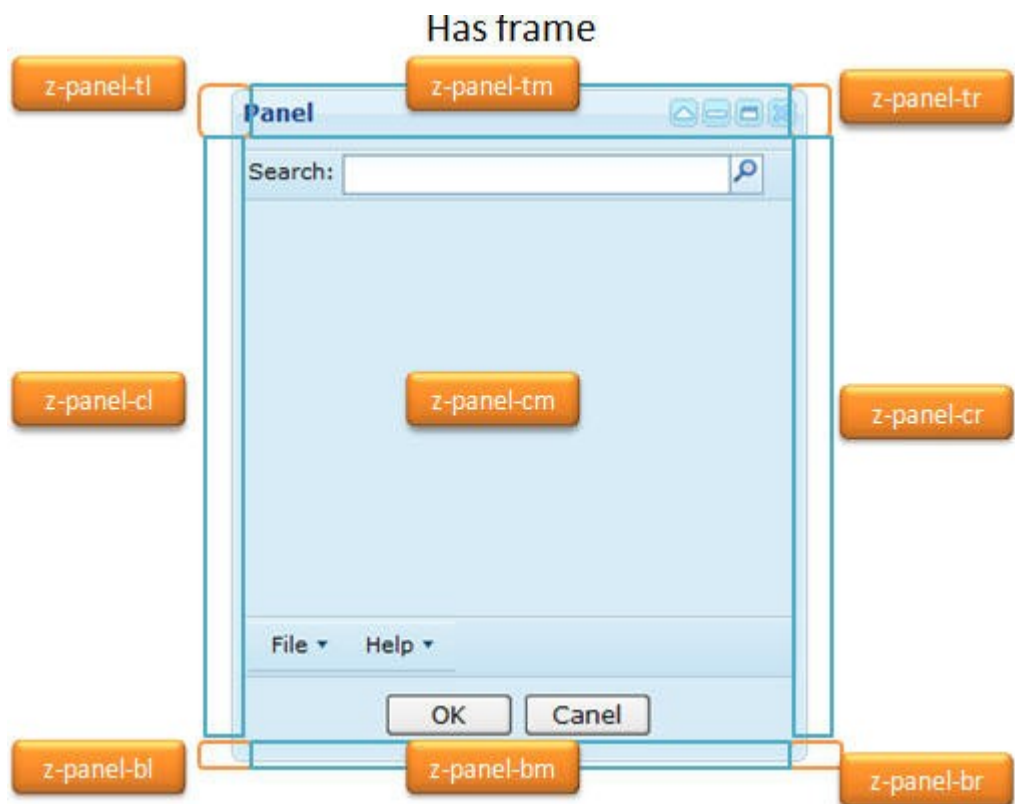 Has frame
z-panel-tl
z-panel-tm
z-panel-tr
Panel
Search:
z-panel-cl
z-panel-cm
z-panel-cr
File Help
OK Canel
z-panel-bl
z-panel-bm
z-panel-br